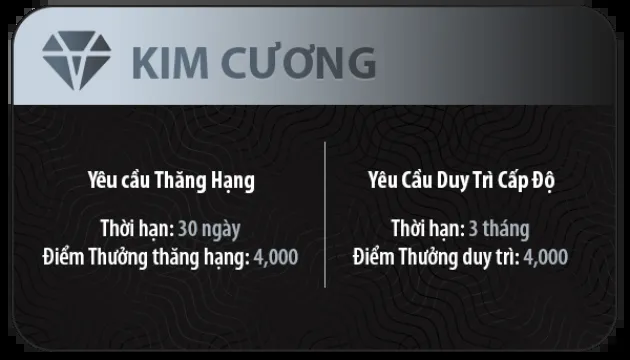 KIM CƯƠNG
Yêu cầu Thăng Hạng
Thời hạn: 30 ngày
Điểm Thưởng thăng hạng: 4,000
Yêu Cầu Duy Trì Cấp Độ
Thời hạn: 3 tháng
Điểm Thưởng duy trì: 4,000